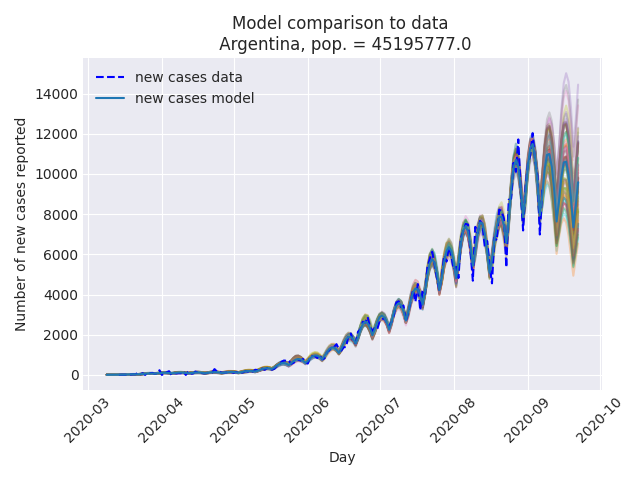 Model comparison to data
Argentina, pop. = 45195777.0
new cases data
new cases model
14000
12000
10000
8000
6000
4000
2000
0
Number of new cases reported
2020-03
2020-04
2020-05
2020-06
2020-07
2020-08
2020-09
2020-10
Day